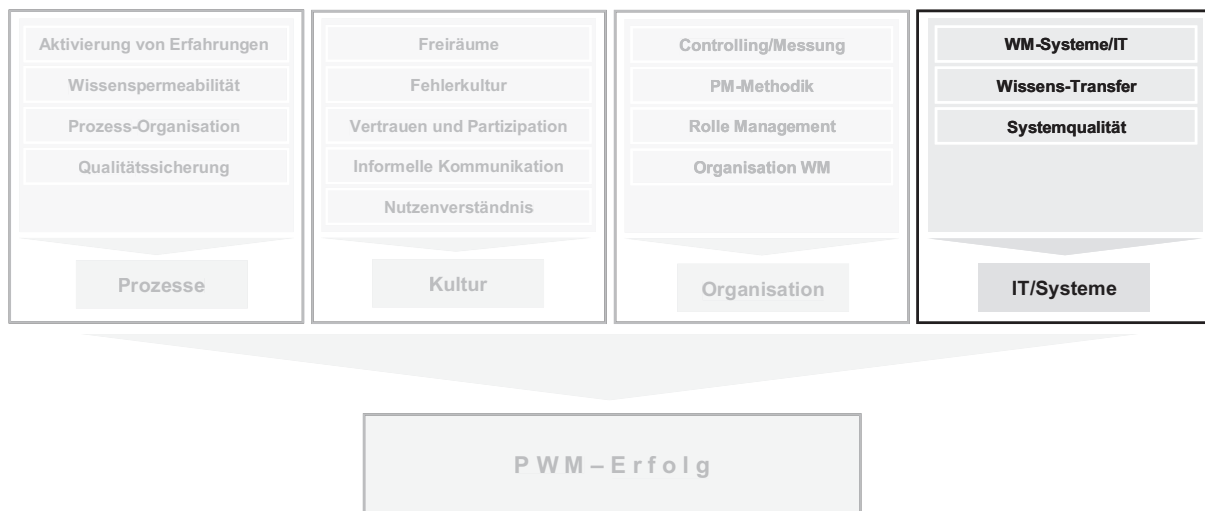 Aktivierung von Erfahrungen
Wissenspermeabilität
Prozess-Organisation
Qualitätssicherung
Prozesse
Freiräume
Fehlerkultur
Vertrauen und Partizipation
Informelle Kommunikation
Nutzenverständnis
Kultur
Controlling/Messung
PM-Methodik
Rolle Management
Organisation WM
Organisation
WM-Systeme/IT
Wissens-Transfer
Systemqualität
IT/Systeme
PWM–Erfolg